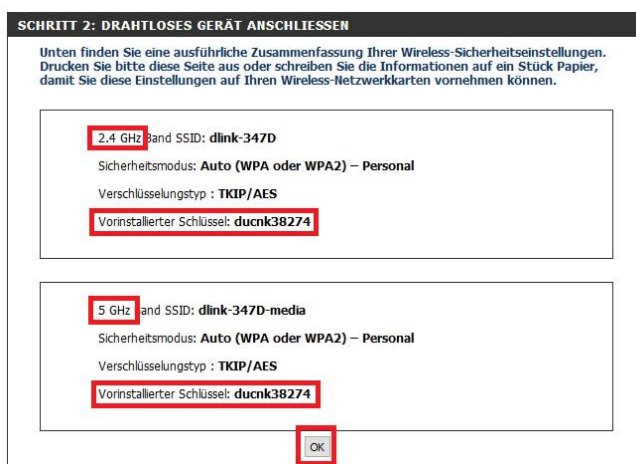 SCHRITT 2: DRAHTLOSES GERÄT ANSCHLIESSEN
Unten finden Sie eine ausführliche Zusammenfassung Ihrer Wireless-Sicherheitseinstellungen.
Drucken Sie bitte diese Seite aus oder schreiben Sie die Informationen auf ein Stück Papier,
damit Sie diese Einstellungen auf Ihren Wireless-Netzwerkkarten vornehmen können.
2.4 GHz Band SSID: dlink-347D
Sicherheitsmodus: Auto (WPA oder WPA2) – Personal
Verschlüsselungstyp : TKIP/AES
Vorinstallierter Schlüssel: ducnk38274
5 GHz Band SSID: dlink-347D-media
Sicherheitsmodus: Auto (WPA oder WPA2) – Personal
Verschlüsselungstyp : TKIP/AES
Vorinstallierter Schlüssel: ducnk38274
OK